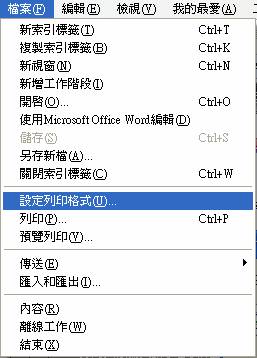 檔案(F) 編輯(E) 檢視(V) 我的最愛(A)
新索引標籤(T) Ctrl+T
複製索引標籤(B) Ctrl+K
新視窗(N) Ctrl+N
新增工作階段(I)
開啓(O)... Ctrl+O
使用Microsoft Office Word編輯(D)
儲存(S) Ctrl+S
另存新檔(A)...
關閉索引標籤(C) Ctrl+W
設定列印格式(U)...
列印(P)... Ctrl+P
預覽列印(V)...
傳送(E)
匯入和匯出(I)...
內容(R)
離線工作(W)
結束(X)